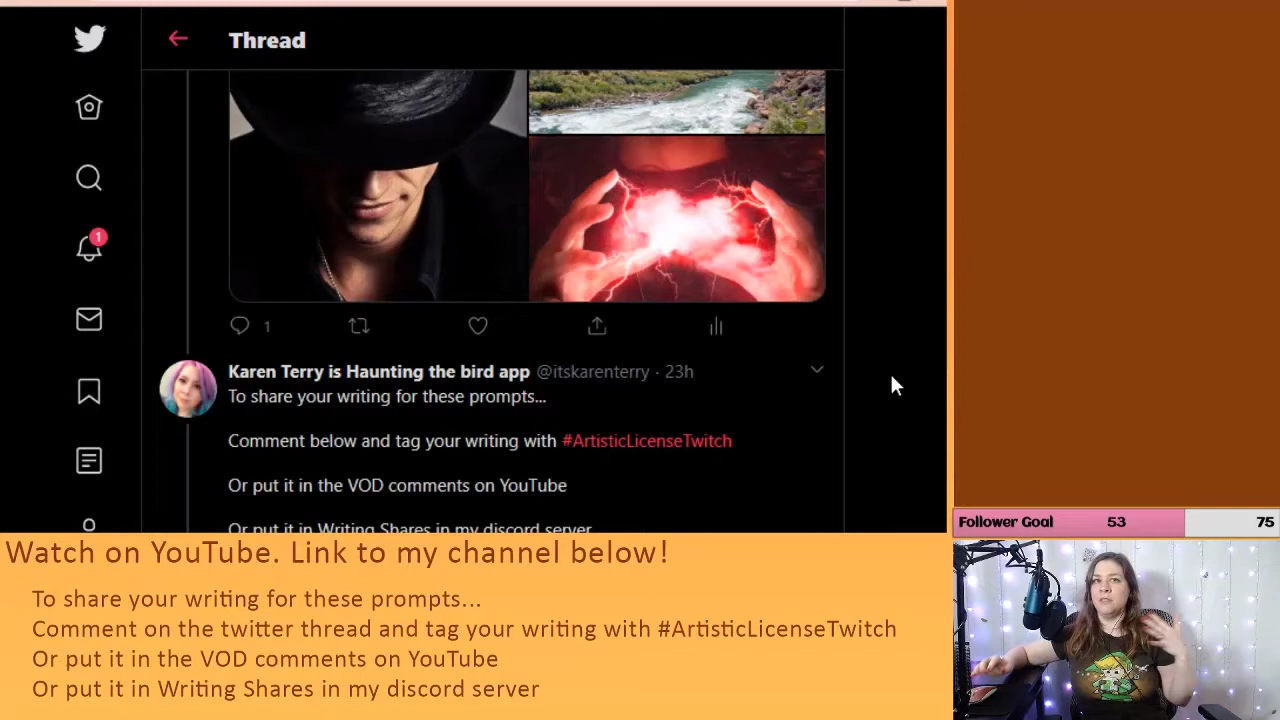 Thread
1
1
Karen Terry is Haunting the bird app @itskarenterry · 23h
To share your writing for these prompts...
Comment below and tag your writing with #ArtisticLicenseTwitch
Or put it in the VOD comments on YouTube
Or put it in Writing Shares in my discord server
Follower Goal 53 75
Watch on YouTube. Link to my channel below!
To share your writing for these prompts...
Comment on the twitter thread and tag your writing with #ArtisticLicenseTwitch
Or put it in the VOD comments on YouTube
Or put it in Writing Shares in my discord server